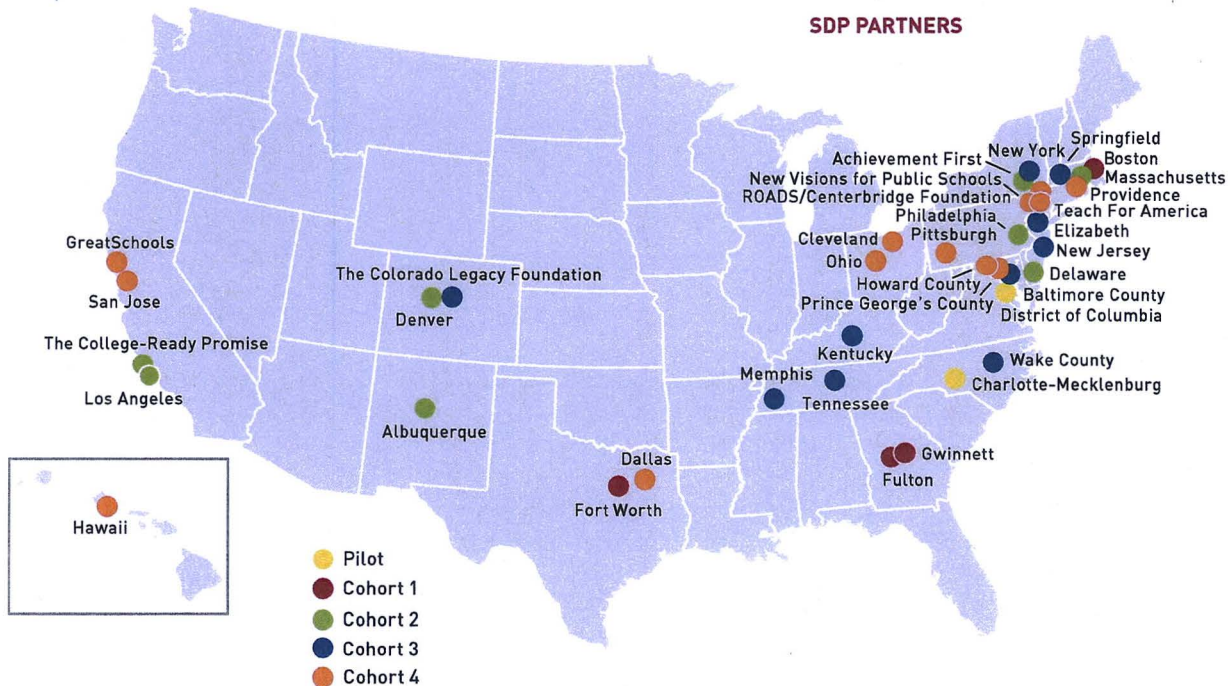 SDP PARTNERS
Springfield
New York
Boston
Achievement First
Massachusetts
New Visions for Public Schools
Providence
ROADS/Centerbridge Foundation
Teach For America
Philadelphia
Elizabeth
Pittsburgh
New Jersey
Cleveland
Ohio
Howard County
Delaware
Prince George's County
Baltimore County
District of Columbia
GreatSchools
San Jose
The Colorado Legacy Foundation
Denver
The College-Ready Promise
Los Angeles
Kentucky
Wake County
Memphis
Tennessee
Charlotte-Mecklenburg
Albuquerque
Dallas
Fort Worth
Gwinnett
Fulton
Hawaii
Pilot
Cohort 1
Cohort 2
Cohort 3
Cohort 4